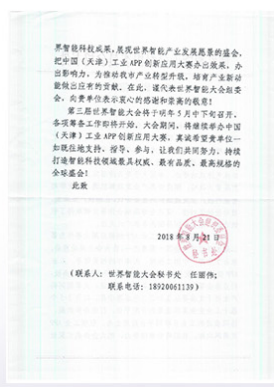 界智能科技成果,展现世界智能产业发展愿景的盛会,
把中国(天津)工业APP创新应用大赛办出效果,办
出影响力,为推动我市产业转型升级,培育产业新动
能做出应有的贡献。在此,谨代表世界智能大会组委
会,向贵单位表示衷心的感谢和崇高的敬意!
第三届世界智能大会将于明年5月中下旬召开。
各项筹备工作即将开始,大会期间,将继续举办中国
(天津)工业APP创新应用大赛,真诚希望贵单位一
如既往地支持、指导、参与,让我们共同努力,持续
打造智能科技领域最具权威、最有品质、最高规格的
全球盛会!
此致
2018年8月21日
(联系人:世界智能大会秘书处 任丽伟;
联系电话:18920061139)